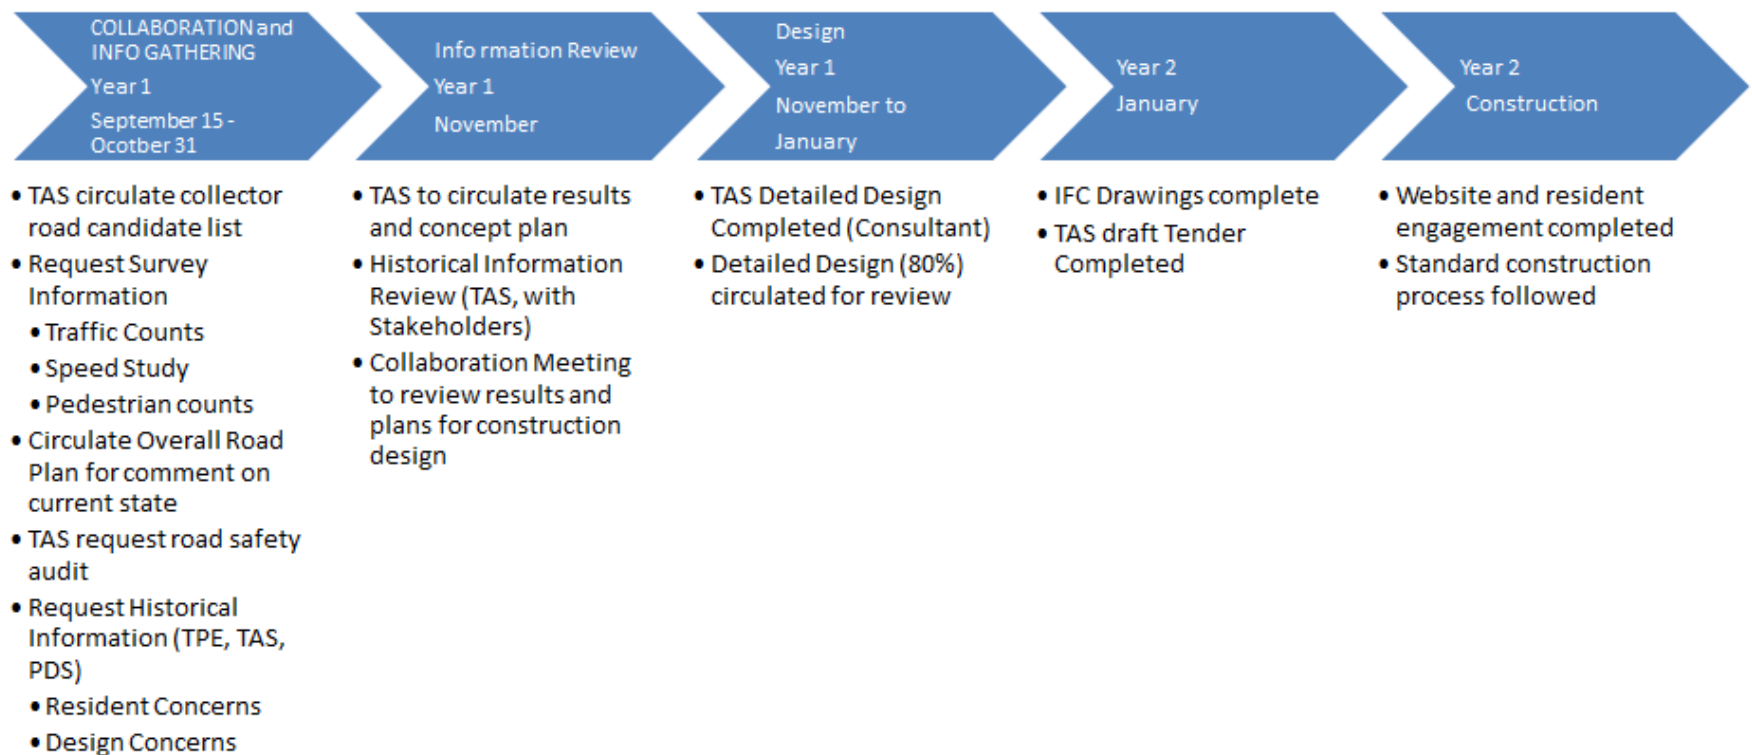 COLLABORATION and
INFO GATHERING
Year 1
September 15 -
Ocotber 31
• TAS circulate collector
road candidate list
• Request Survey
Information
• Traffic Counts
• Speed Study
• Pedestrian counts
• Circulate Overall Road
Plan for comment on
current state
• TAS request road safety
audit
• Request Historical
Information (TPE, TAS,
PDS)
• Resident Concerns
• Design Concerns
Info rmation Review
Year 1
November
• TAS to circulate results
and concept plan
• Historical Information
Review (TAS, with
Stakeholders)
• Collaboration Meeting
to review results and
plans for construction
design
Design
Year 1
November to
January
• TAS Detailed Design
Completed (Consultant)
• Detailed Design (80%)
circulated for review
Year 2
January
• IFC Drawings complete
• TAS draft Tender
Completed
Year 2
Construction
• Website and resident
engagement completed
• Standard construction
process followed